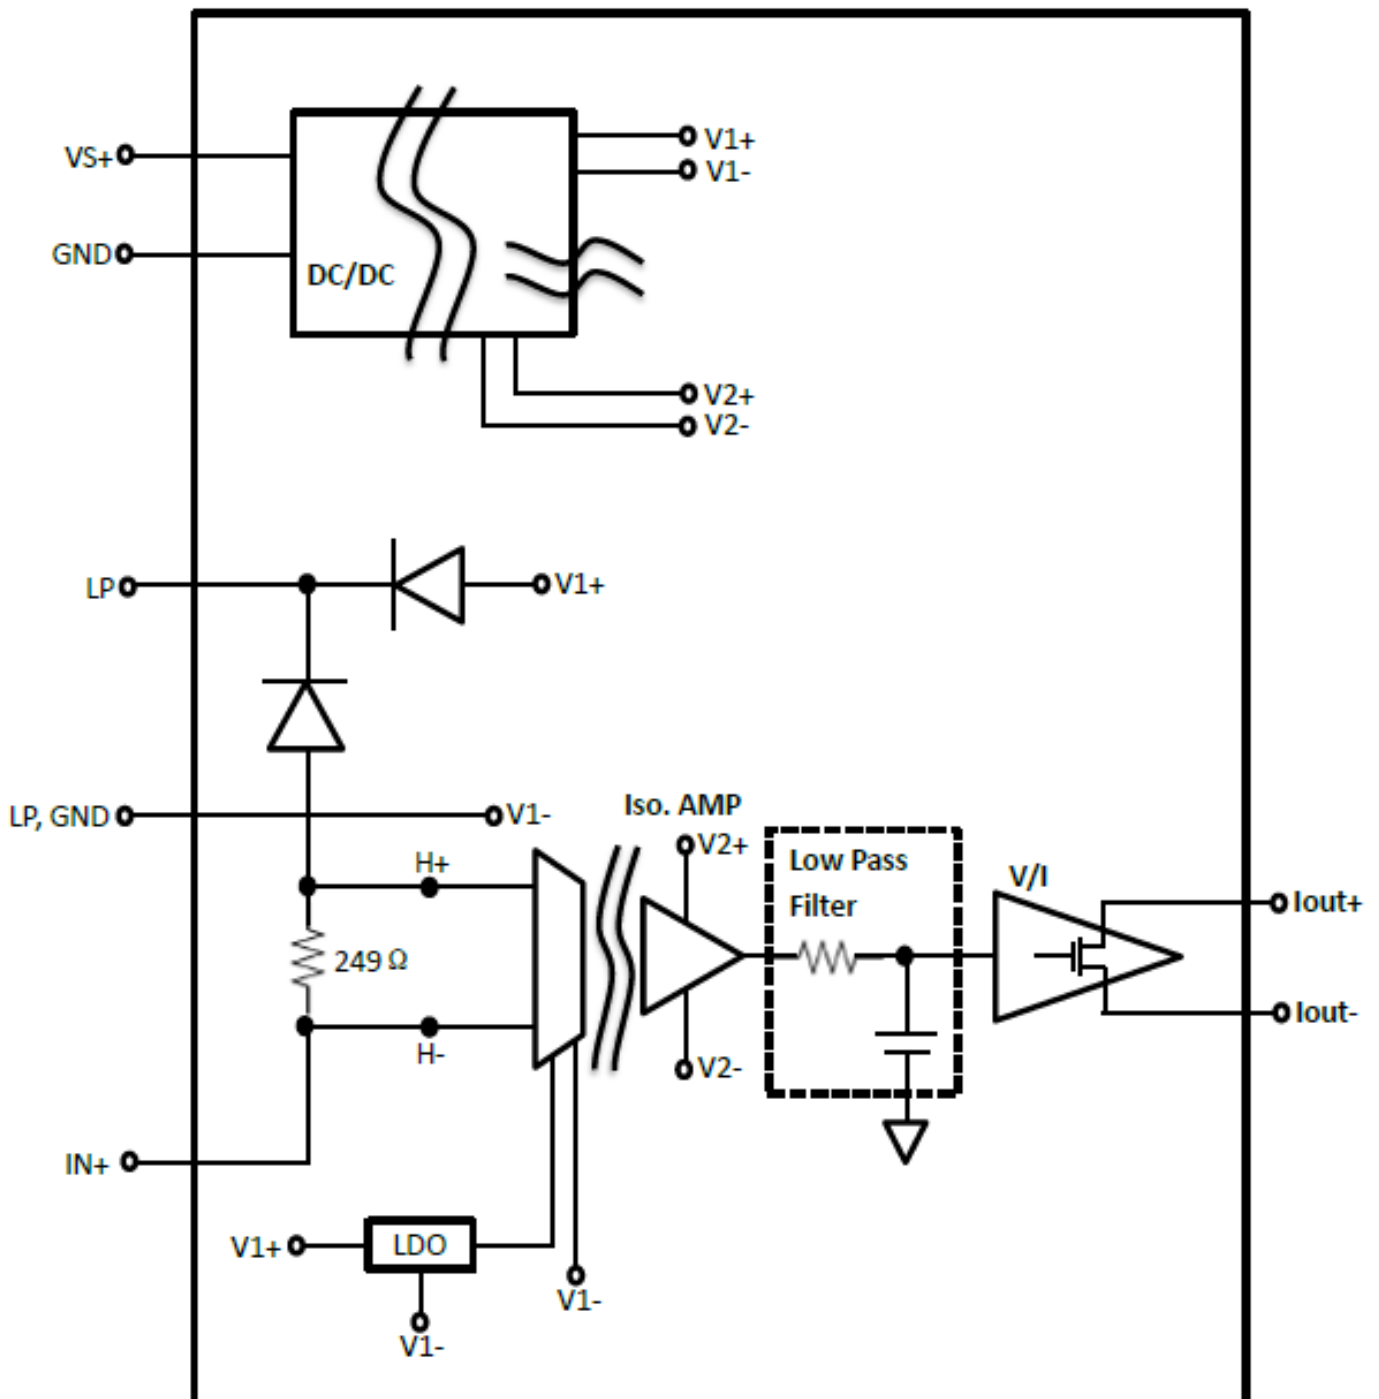 VS+
V1+
V1-
GND
DC/DC
V2+
V2-
LP
V1+
LP, GND
V1-
Iso. AMP
V2+
Low Pass
Filter
H+
V/I
Iout+
249 Ω
Iout-
H-
V2-
IN+
V1+
LDO
V1-
V1-